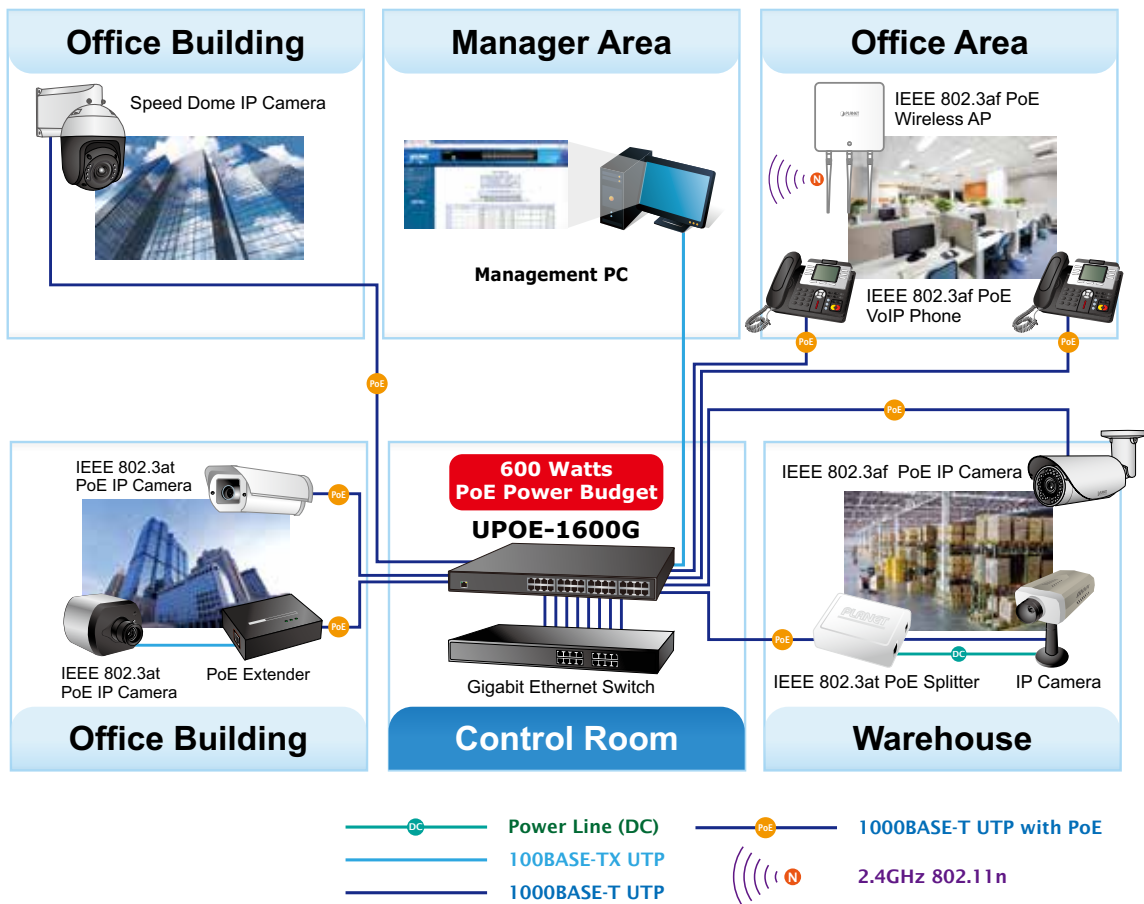 Office Building
Speed Dome IP Camera
Manager Area
Management PC
Office Area
IEEE 802.3af PoE
Wireless AP
PLANET
N
IEEE 802.3af PoE
VoIP Phone
PoE
PoE
PoE
PoE
IEEE 802.3at
PoE IP Camera
PoE
IEEE 802.3at
PoE IP Camera
PoE
PoE Extender
Office Building
600 Watts
PoE Power Budget
UPOE-1600G
Gigabit Ethernet Switch
Control Room
IEEE 802.3af PoE IP Camera
PLANET
PoE
DC
IEEE 802.3at PoE Splitter
IP Camera
Warehouse
DC
Power Line (DC)
100BASE-TX UTP
1000BASE-T UTP
PoE
1000BASE-T UTP with PoE
N
2.4GHz 802.11n